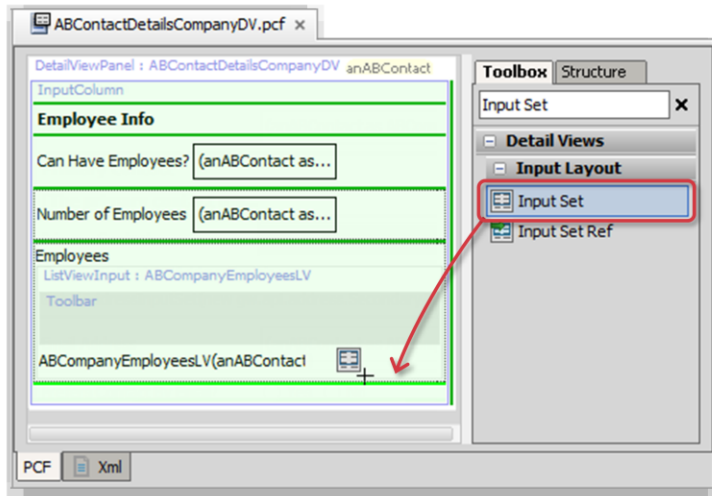 ABContactDetailsCompanyDV.pcf ×
DetailViewPanel : ABContactDetailsCompanyDV anABContact
InputColumn
Employee Info
Can Have Employees? (anABContact as...
Number of Employees (anABContact as...
Employees
ListViewInput : ABCompanyEmployeesLV
Toolbar
ABCompanyEmployeesLV(anABContact
Toolbox Structure
Input Set
Detail Views
Input Layout
Input Set
Input Set Ref
PCF Xml